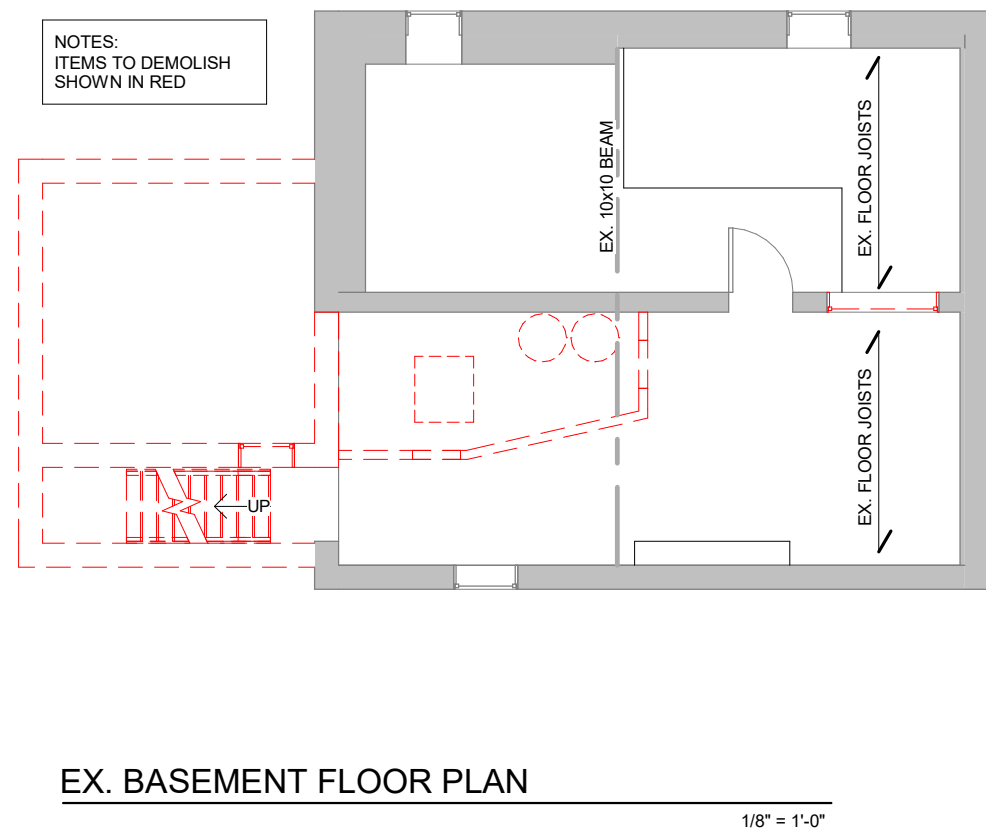 NOTES:
ITEMS TO DEMOLISH
SHOWN IN RED
EX. 10x10 BEAM
EX. FLOOR JOISTS
EX. FLOOR JOISTS
UP
EX. BASEMENT FLOOR PLAN
1/8" = 1'-0"